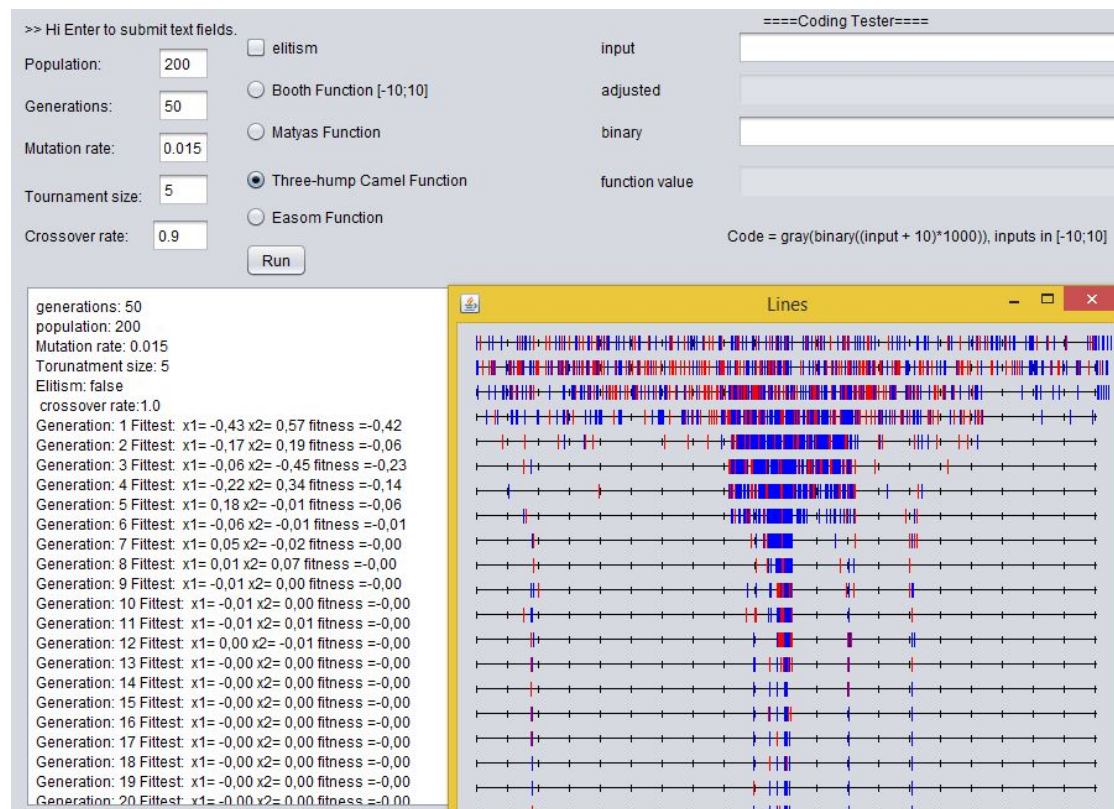 >> Hi Enter to submit text fields.
Population: 200
Generations: 50
Mutation rate: 0.015
Tournament size: 5
Crossover rate: 0.9
elitism
Booth Function [-10;10]
Matyas Function
Three-hump Camel Function
Easom Function
Run
====Coding Tester====
input
adjusted
binary
function value
Code = gray(binary((input + 10)*1000)), inputs in [-10;10]
generations: 50
population: 200
Mutation rate: 0.015
Torunatment size: 5
Elitism: false
crossover rate:1.0
Generation: 1 Fittest: x1= -0,43 x2= 0,57 fitness =-0,42
Generation: 2 Fittest: x1= -0,17 x2= 0,19 fitness =-0,06
Generation: 3 Fittest: x1= -0,06 x2= -0,45 fitness =-0,23
Generation: 4 Fittest: x1= -0,22 x2= 0,34 fitness =-0,14
Generation: 5 Fittest: x1= 0,18 x2= -0,01 fitness =-0,06
Generation: 6 Fittest: x1= -0,06 x2= -0,01 fitness =-0,01
Generation: 7 Fittest: x1= 0,05 x2= -0,02 fitness =-0,00
Generation: 8 Fittest: x1= 0,01 x2= 0,07 fitness =-0,00
Generation: 9 Fittest: x1= -0,01 x2= 0,00 fitness =-0,00
Generation: 10 Fittest: x1= -0,01 x2= 0,00 fitness =-0,00
Generation: 11 Fittest: x1= -0,01 x2= 0,01 fitness =-0,00
Generation: 12 Fittest: x1= 0,00 x2= -0,01 fitness =-0,00
Generation: 13 Fittest: x1= -0,00 x2= 0,00 fitness =-0,00
Generation: 14 Fittest: x1= -0,00 x2= 0,00 fitness =-0,00
Generation: 15 Fittest: x1= -0,00 x2= 0,00 fitness =-0,00
Generation: 16 Fittest: x1= -0,00 x2= 0,00 fitness =-0,00
Generation: 17 Fittest: x1= -0,00 x2= 0,00 fitness =-0,00
Generation: 18 Fittest: x1= -0,00 x2= 0,00 fitness =-0,00
Generation: 19 Fittest: x1= -0,00 x2= 0,00 fitness =-0,00
Generation: 20 Fittest: x1= -0,00 x2= 0,00 fitness =-0,00
Lines